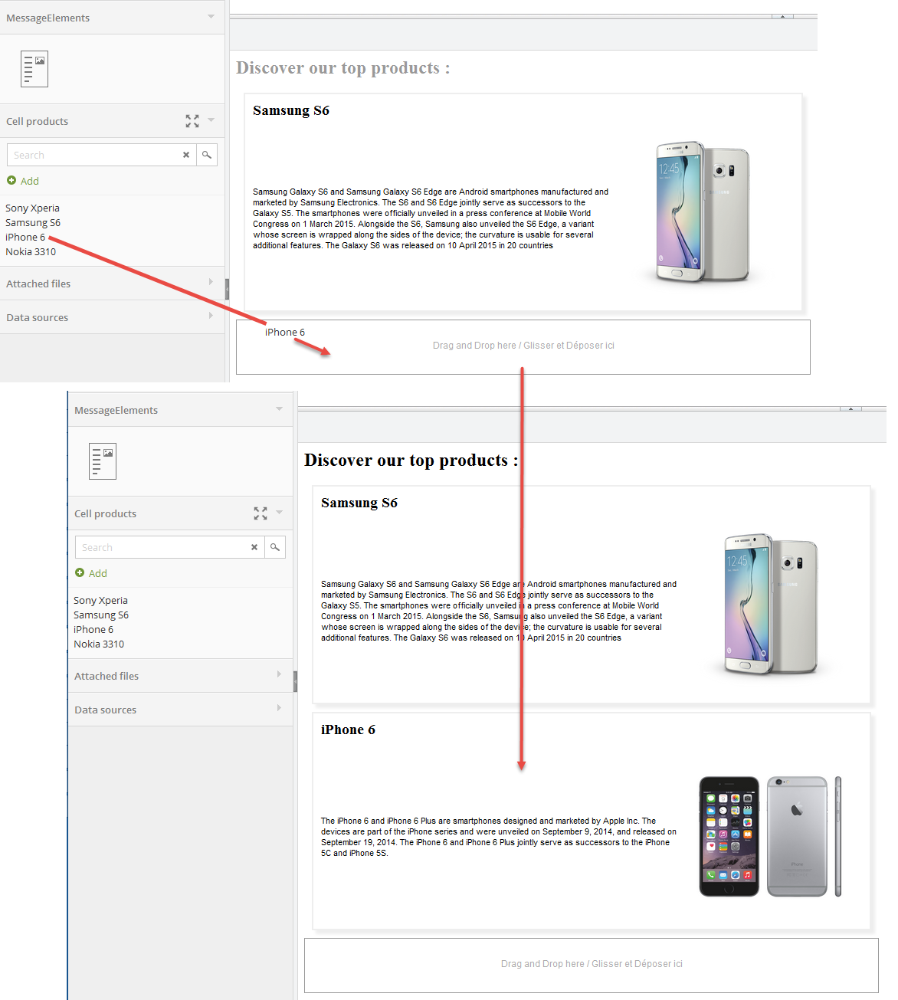 MessageElements
Cell products
Search
Add
Sony Xperia
Samsung S6
iPhone 6
Nokia 3310
Attached files
Data sources
Discover our top products :
Samsung S6
Samsung Galaxy S6 and Samsung Galaxy S6 Edge are Android smartphones manufactured and
marketed by Samsung Electronics. The S6 and S6 Edge jointly serve as successors to the
Galaxy S5. The smartphones were officially unveiled in a press conference at Mobile World
Congress on 1 March 2015. Alongside the S6, Samsung also unveiled the S6 Edge, a variant
whose screen is wrapped along the sides of the device; the curvature is usable for several
additional features. The Galaxy S6 was released on 10 April 2015 in 20 countries
12:45
iPhone 6
Drag and Drop here / Glisser et Déposer ici
MessageElements
Cell products
Search
Add
Sony Xperia
Samsung S6
iPhone 6
Nokia 3310
Attached files
Data sources
Discover our top products :
Samsung S6
Samsung Galaxy S6 and Samsung Galaxy S6 Edge are Android smartphones manufactured and
marketed by Samsung Electronics. The S6 and S6 Edge jointly serve as successors to the
Galaxy S5. The smartphones were officially unveiled in a press conference at Mobile World
Congress on 1 March 2015. Alongside the S6, Samsung also unveiled the S6 Edge, a variant
whose screen is wrapped along the sides of the device; the curvature is usable for several
additional features. The Galaxy S6 was released on 10 April 2015 in 20 countries
12:45
iPhone 6
The iPhone 6 and iPhone 6 Plus are smartphones designed and marketed by Apple Inc. The
devices are part of the iPhone series and were unveiled on September 9, 2014, and released on
September 19, 2014. The iPhone 6 and iPhone 6 Plus jointly serve as successors to the iPhone
5C and iPhone 5S.
iPhone
Drag and Drop here / Glisser et Déposer ici